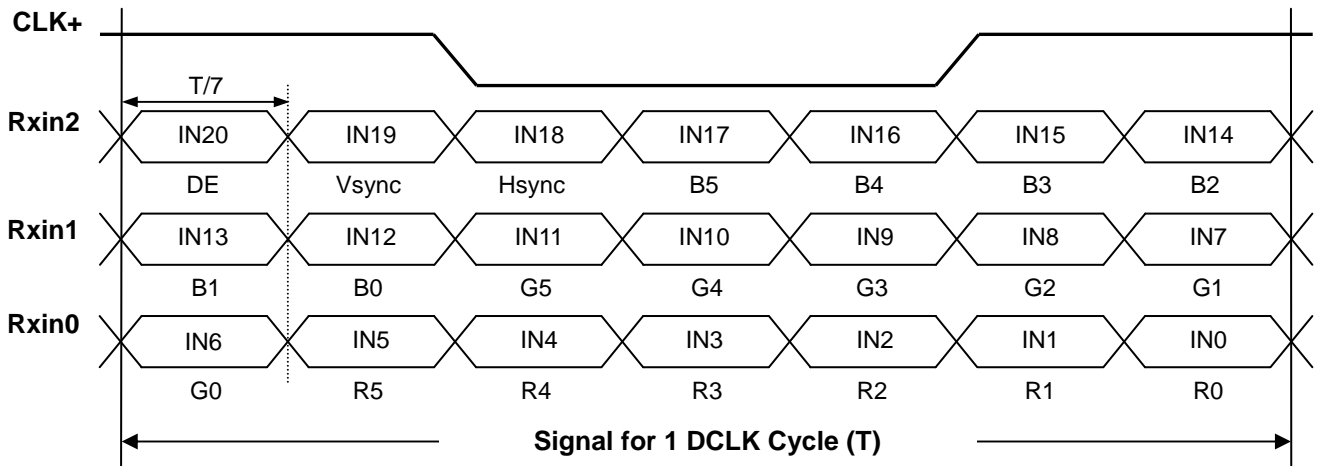 CLK+
T/7
Rxin2 IN20 IN19 IN18 IN17 IN16 IN15 IN14
DE Vsync Hsync B5 B4 B3 B2
Rxin1 IN13 IN12 IN11 IN10 IN9 IN8 IN7
B1 B0 G5 G4 G3 G2 G1
Rxin0 IN6 IN5 IN4 IN3 IN2 IN1 IN0
G0 R5 R4 R3 R2 R1 R0
Signal for 1 DCLK Cycle (T)